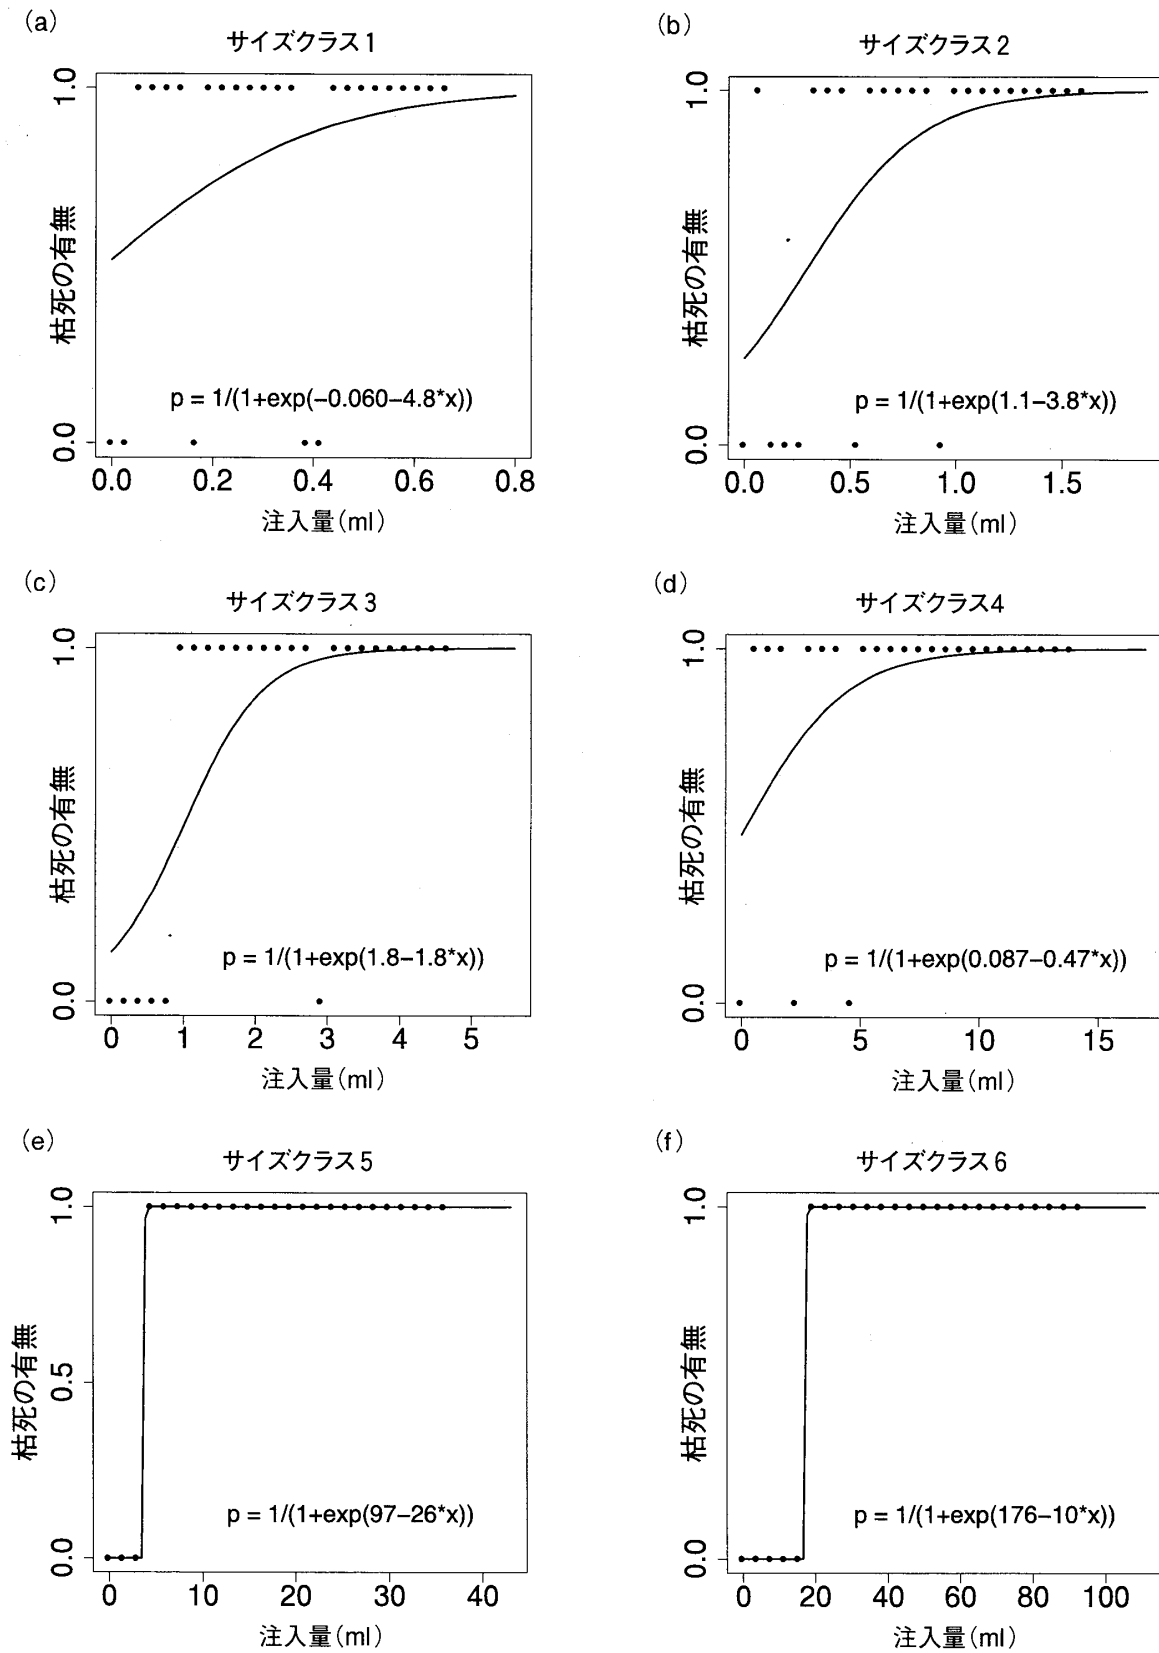 (a)
サイズクラス1
1.0
0.0
枯死の有無
p = 1/(1+exp(−0.060−4.8*x))
0.0 0.2 0.4 0.6 0.8
注入量(ml)
(b)
サイズクラス2
1.0
0.0
枯死の有無
p = 1/(1+exp(1.1−3.8*x))
0.0 0.5 1.0 1.5
注入量(ml)
(c)
サイズクラス3
1.0
0.0
枯死の有無
p = 1/(1+exp(1.8−1.8*x))
0 1 2 3 4 5
注入量(ml)
(d)
サイズクラス4
1.0
0.0
枯死の有無
p = 1/(1+exp(0.087−0.47*x))
0 5 10 15
注入量(ml)
(e)
サイズクラス5
1.0
0.5
0.0
枯死の有無
p = 1/(1+exp(97−26*x))
0 10 20 30 40
注入量(ml)
(f)
サイズクラス6
1.0
0.0
枯死の有無
p = 1/(1+exp(176−10*x))
0 20 40 60 80 100
注入量(ml)